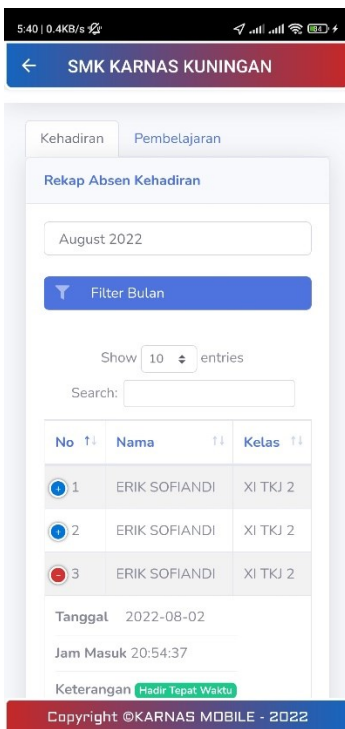 5:40 | 0.4KB/s
84
SMK KARNAS KUNINGAN
Kehadiran Pembelajaran
Rekap Absen Kehadiran
August 2022
Filter Bulan
Show 10 entries
Search:
No Nama Kelas
1 ERIK SOFIANDI XI TKJ 2
2 ERIK SOFIANDI XI TKJ 2
3 ERIK SOFIANDI XI TKJ 2
Tanggal 2022-08-02
Jam Masuk 20:54:37
Keterangan Hadir Tepat Waktu
Copyright ©KARNAS MOBILE - 2022